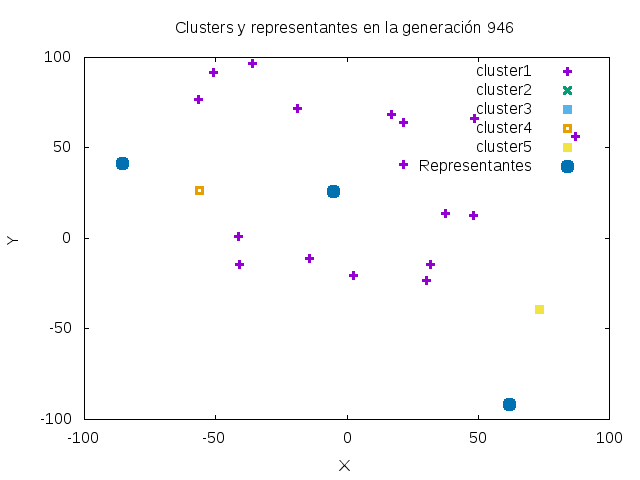 Clusters y representantes en la generación 946
100
50
0
-50
-100
-100
-50
0
50
100
Y
X
cluster1
cluster2
cluster3
cluster4
cluster5
Representantes